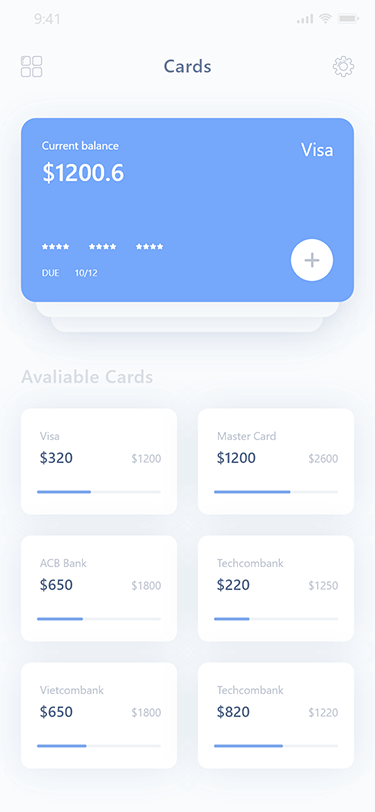 9:41
Cards
Current balance
Visa
$1200.6
**** **** ****
DUE 10/12
Avaliable Cards
Visa
$320 $1200
Master Card
$1200 $2600
ACB Bank
$650 $1800
Techcombank
$220 $1250
Vietcombank
$650 $1800
Techcombank
$820 $1220